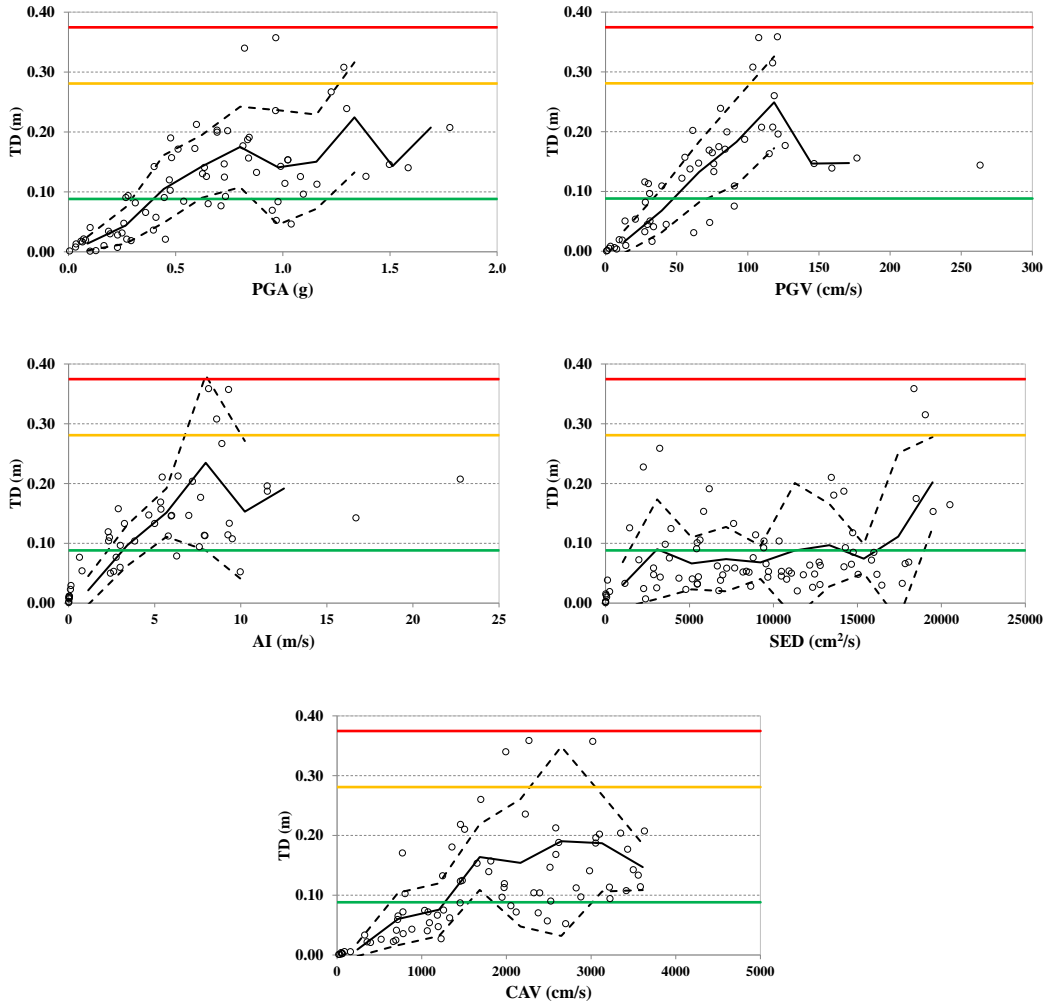 0.40
0.30
0.20
0.10
0.00
TD (m)
0.0 0.5 1.0 1.5 2.0
PGA (g)
0.40
0.30
0.20
0.10
0.00
TD (m)
0 50 100 150 200 250 300
PGV (cm/s)
0.40
0.30
0.20
0.10
0.00
TD (m)
0 5 10 15 20 25
AI (m/s)
0.40
0.30
0.20
0.10
0.00
TD (m)
0 5000 10000 15000 20000 25000
SED (cm²/s)
0.40
0.30
0.20
0.10
0.00
TD (m)
0 1000 2000 3000 4000 5000
CAV (cm/s)